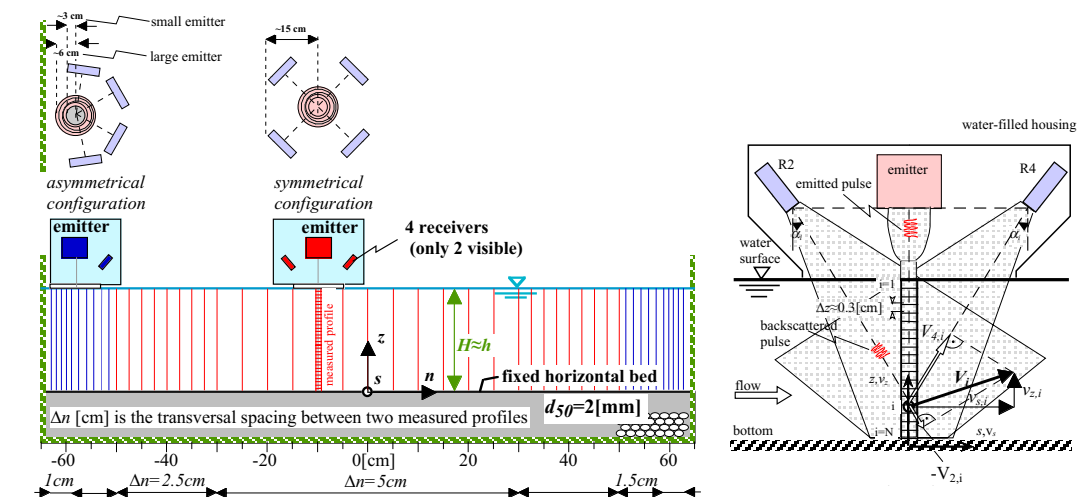 ~3 cm
small emitter
~6 cm
large emitter
~15 cm
asymmetrical
configuration
symmetrical
configuration
emitter
emitter
4 receivers
(only 2 visible)
measured profile
z
s
n
H≈h
fixed horizontal bed
d50=2[mm]
Δn [cm] is the transversal spacing between two measured profiles
-60
-40
-20
0[cm]
20
40
60
1cm
Δn=2.5cm
Δn=5cm
1.5cm
water-filled housing
R2
emitter
R4
emitted pulse
αi
αi
water
surface
i=1
Δz≈0.3[cm]
backscattered
pulse
V4,i
z,vz
Vi
vz,i
vs,i
flow
i
i=N
s,vs
bottom
-V2,i